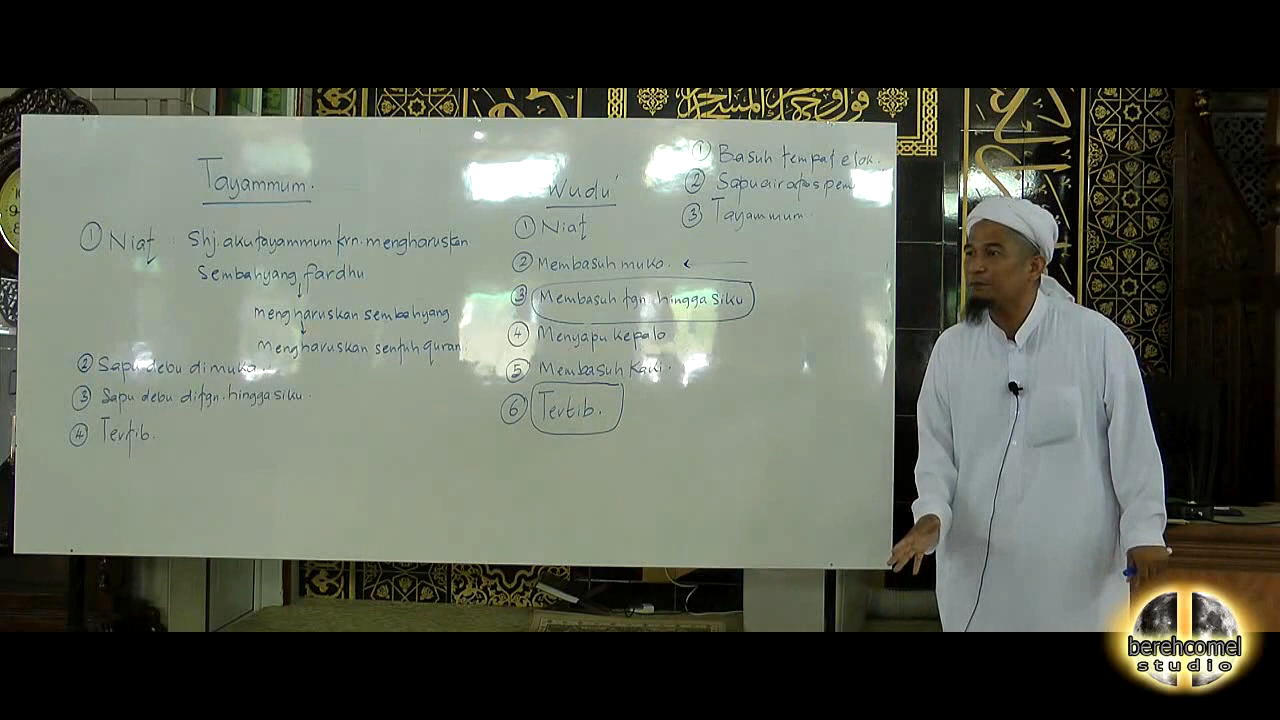 Tayammum.
① Niat : Shj. aku tayammum krn. mengharuskan
Sembahyang fardhu
mengharuskan sembahyang
Mengharuskan sentuh quran.
② Sapu debu di muka.
③ Sapu debu di tgn. hingga siku.
④ Tertib.
Wudu'
① Niat
② Membasuh muko.
③ Membasuh tgn. hingga siku
④ Menyapu kepalo
⑤ Membasuh Kaki.
⑥ Tertib.
① Basuh tempat elok.
② Sapu air atas
③ Tayammum.
berehcomel
studio